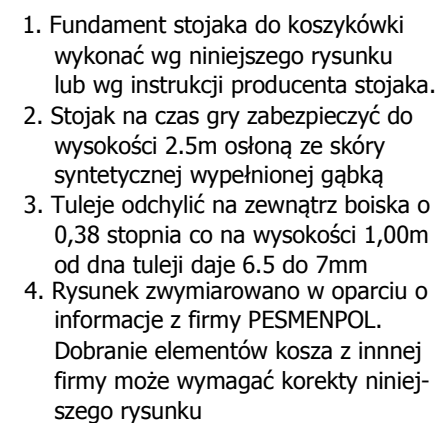 1. Fundament stojaka do koszykówki
wykonać wg niniejszego rysunku
lub wg instrukcji producenta stojaka.
2. Stojak na czas gry zabezpieczyć do
wysokości 2.5m osłoną ze skóry
syntetycznej wypełnionej gąbką
3. Tuleje odchylić na zewnątrz boiska o
0,38 stopnia co na wysokości 1,00m
od dna tuleji daje 6.5 do 7mm
4. Rysunek zwymiarowano w oparciu o
informacje z firmy PESMENPOL.
Dobranie elementów kosza z innnej
firmy może wymagać korekty niniej-
szego rysunku